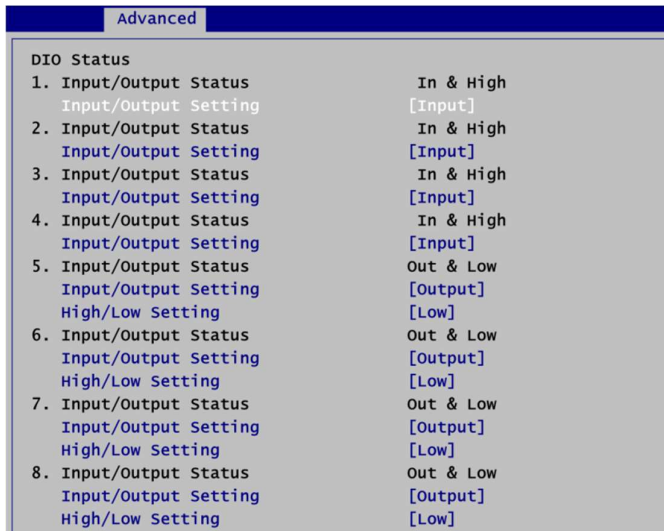 Advanced
DIO Status
1. Input/Output Status In & High
Input/Output Setting [Input]
2. Input/Output Status In & High
Input/Output Setting [Input]
3. Input/Output Status In & High
Input/Output Setting [Input]
4. Input/Output Status In & High
Input/Output Setting [Input]
5. Input/Output Status Out & Low
Input/Output Setting [Output]
High/Low Setting [Low]
6. Input/Output Status Out & Low
Input/Output Setting [Output]
High/Low Setting [Low]
7. Input/Output Status Out & Low
Input/Output Setting [Output]
High/Low Setting [Low]
8. Input/Output Status Out & Low
Input/Output Setting [Output]
High/Low Setting [Low]